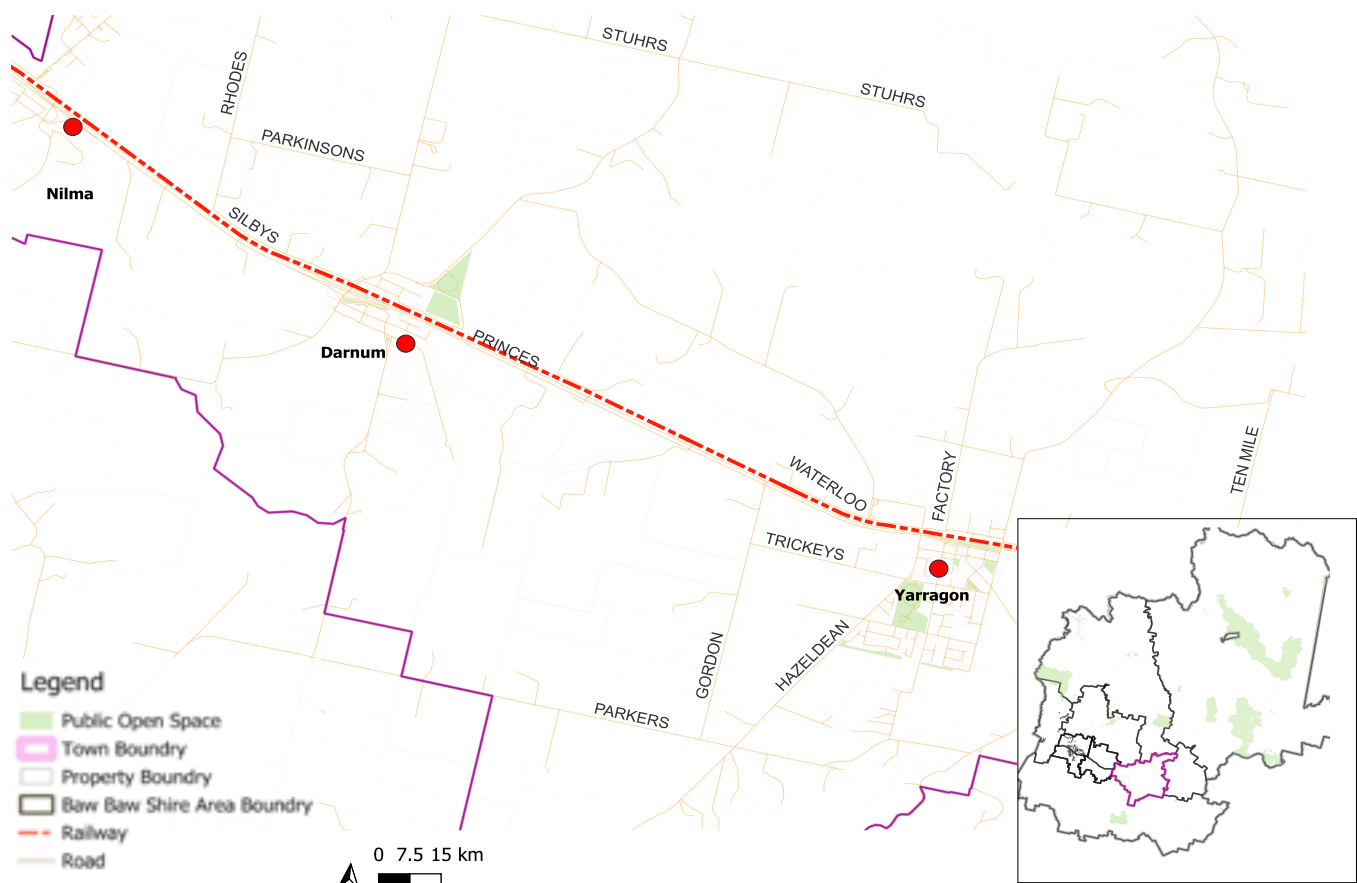 STUHRS
STUHRS
RHODES
PARKINSONS
Nilma
SILBYS
Darnum
PRINCES
WATERLOO
FACTORY
TEN MILE
TRICKEYS
Yarragon
HAZELDEAN
GORDON
PARKERS
Legend
Public Open Space
Town Boundry
Property Boundry
Baw Baw Shire Area Boundry
Railway
Road
0 7.5 15 km